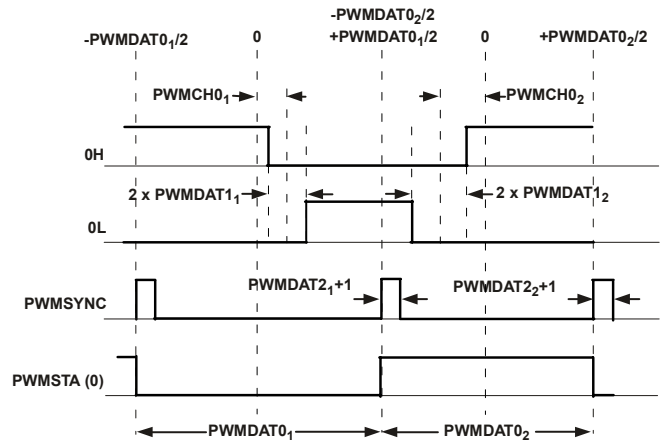 -PWMDAT0₂/2
-PWMDAT0₁/2 0 +PWMDAT0₁/2 0 +PWMDAT0₂/2
PWMCH0₁ PWMCH0₂
0H
2 x PWMDAT1₁ 2 x PWMDAT1₂
0L
PWMDAT2₁+1 PWMDAT2₂+1
PWMSYNC
PWMSTA (0)
PWMDAT0₁ PWMDAT0₂